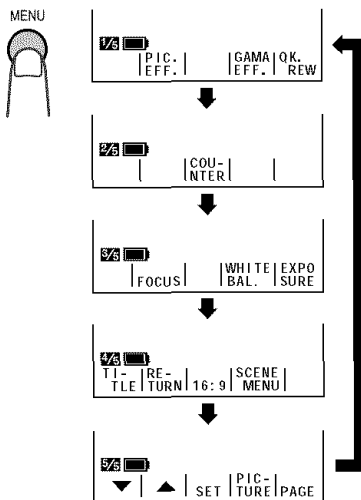 MENU
1/5
PIC. | GAMA | QK.
EFF. | EFF. | REW
2/5
COU-
NTER
3/5
WHITE | EXPO
FOCUS | BAL. | SURE
4/5
TI- | RE- | SCENE
TLE | TURN | 16:9 | MENU
5/5
PIC-
▼ | ▲ | SET | TURE | PAGE